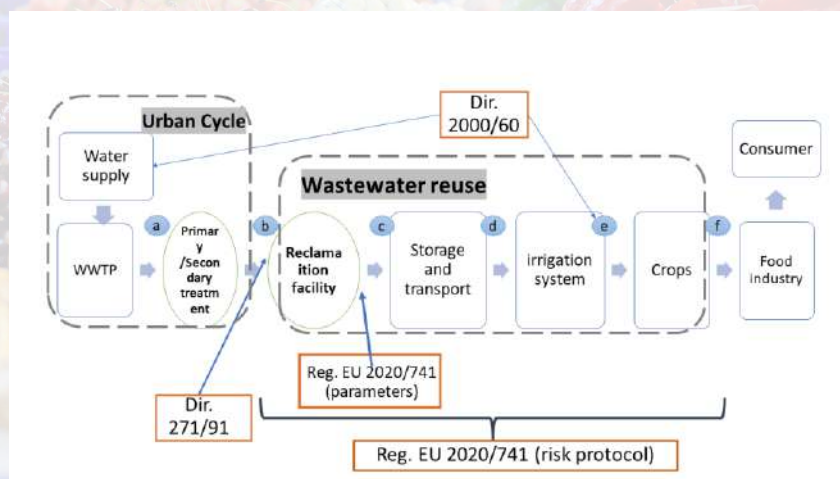 Urban Cycle
Dir.
2000/60
Water
supply
Consumer
Wastewater reuse
a
b
c
d
e
f
WWTP
Primar
y
/Secon
dary
treatm
ent
Reclama
ition
facility
Storage
and
transport
irrigation
system
Crops
Food
industry
Reg. EU 2020/741
(parameters)
Dir.
271/91
Reg. EU 2020/741 (risk protocol)